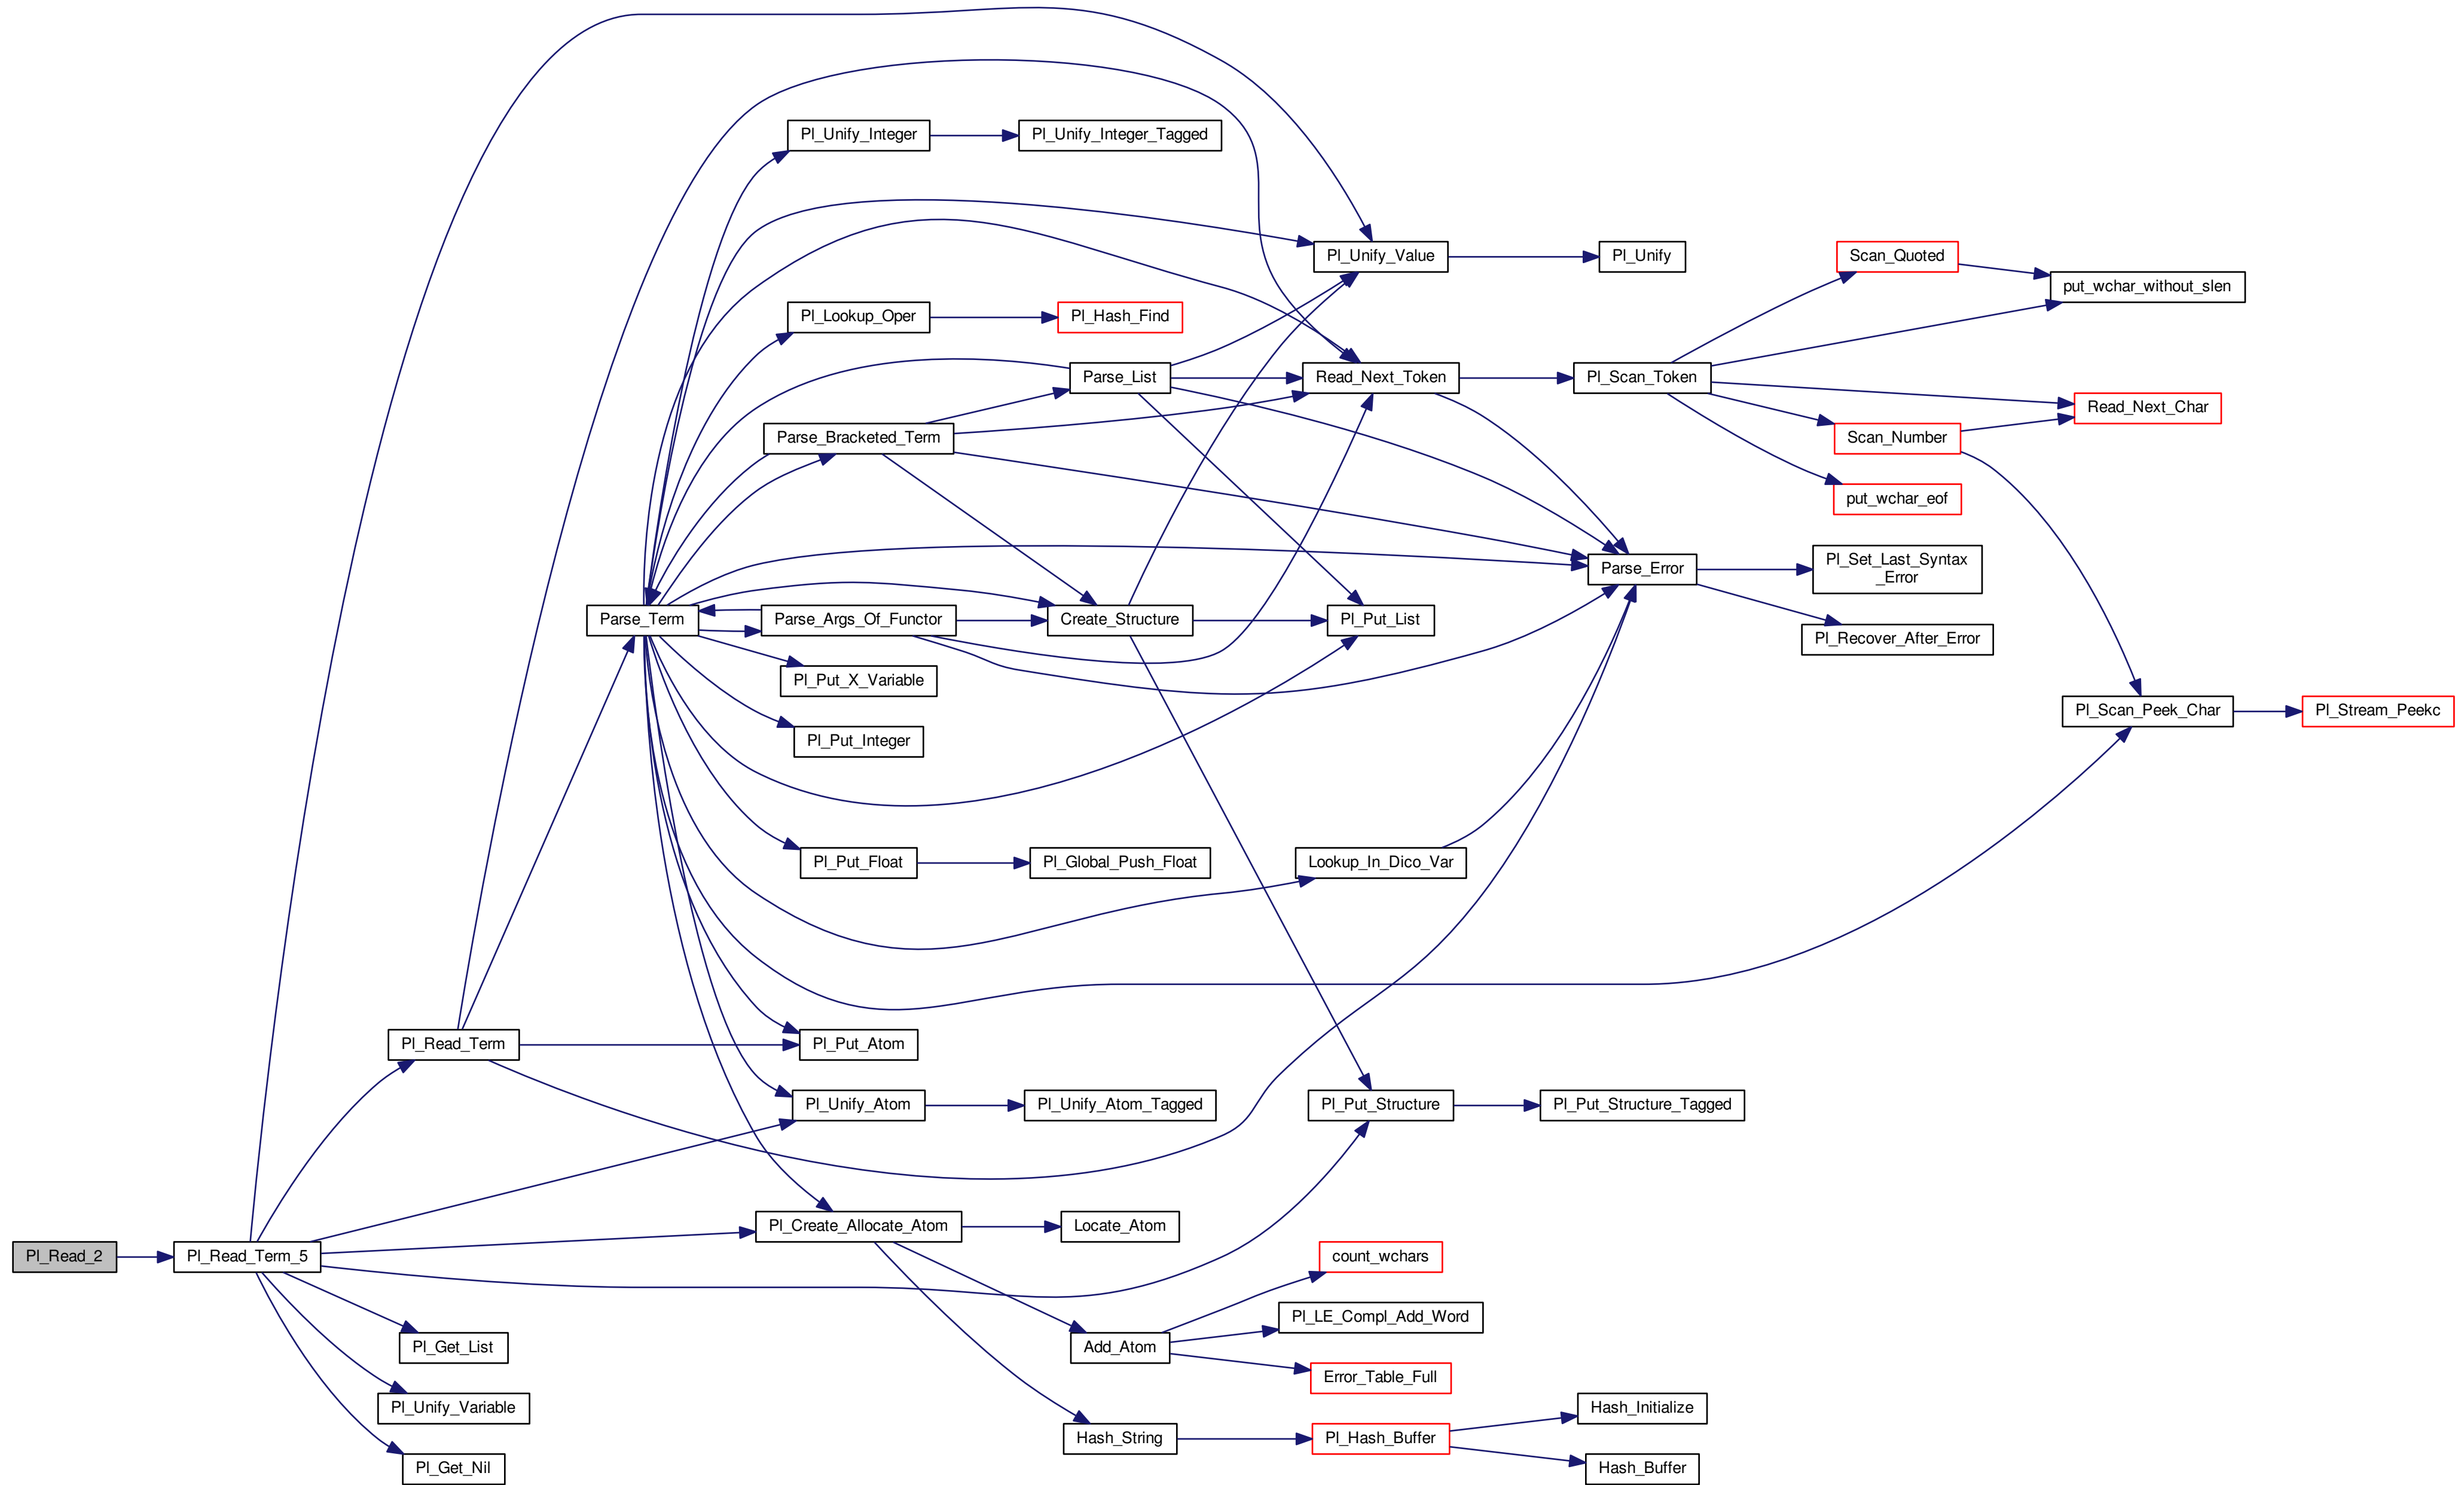 Pl_Unify_Integer
Pl_Unify_Integer_Tagged
Pl_Unify_Value
Pl_Unify
Scan_Quoted
put_wchar_without_slen
Pl_Lookup_Oper
Pl_Hash_Find
Parse_List
Read_Next_Token
Pl_Scan_Token
Read_Next_Char
Parse_Bracketed_Term
Scan_Number
put_wchar_eof
Parse_Error
Pl_Set_Last_Syntax
_Error
Parse_Term
Parse_Args_Of_Functor
Create_Structure
Pl_Put_List
Pl_Recover_After_Error
Pl_Put_X_Variable
Pl_Put_Integer
Pl_Scan_Peek_Char
Pl_Stream_Peekc
Pl_Put_Float
Pl_Global_Push_Float
Lookup_In_Dico_Var
Pl_Read_Term
Pl_Put_Atom
Pl_Unify_Atom
Pl_Unify_Atom_Tagged
Pl_Put_Structure
Pl_Put_Structure_Tagged
Pl_Create_Allocate_Atom
Locate_Atom
Pl_Read_2
Pl_Read_Term_5
count_wchars
Pl_LE_Compl_Add_Word
Pl_Get_List
Add_Atom
Error_Table_Full
Pl_Unify_Variable
Hash_Initialize
Hash_String
Pl_Hash_Buffer
Pl_Get_Nil
Hash_Buffer